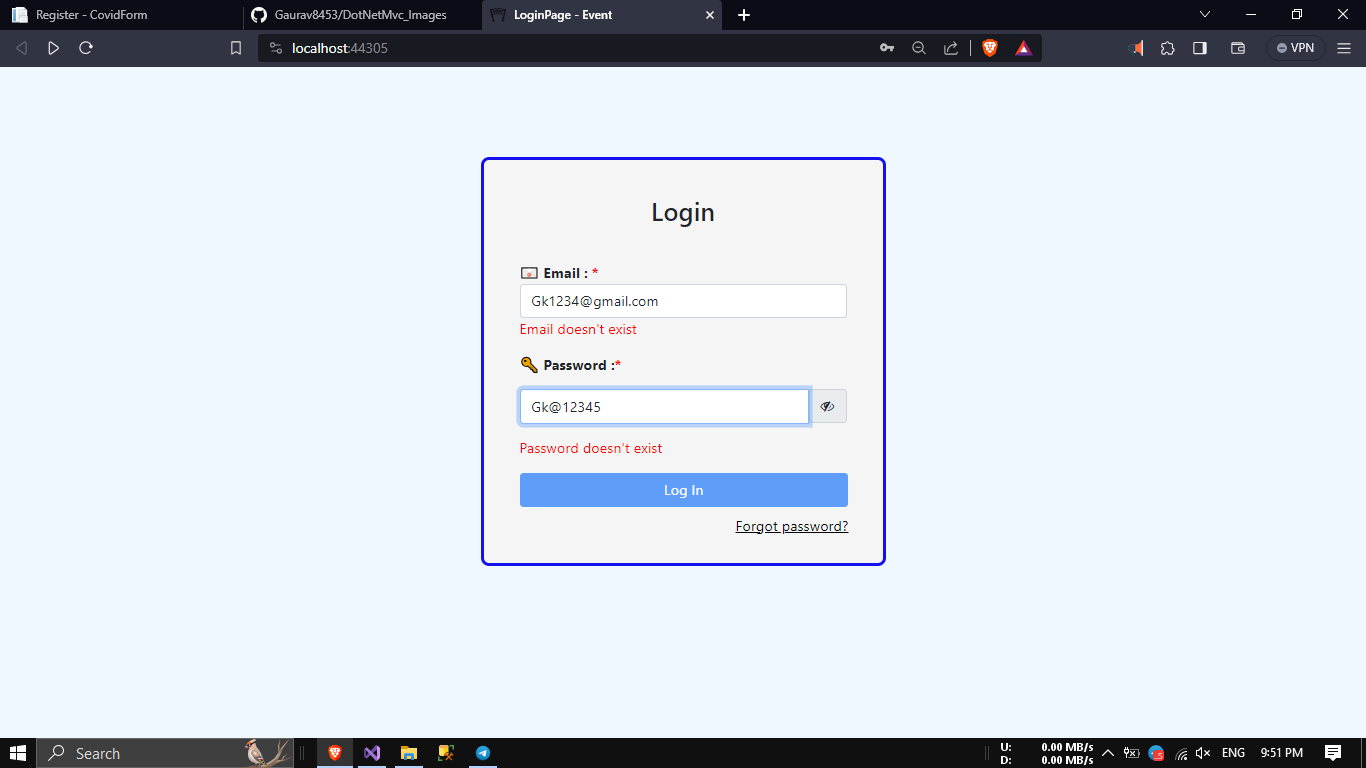 Register - CovidForm
Gaurav8453/DotNetMvc_Images
LoginPage - Event
localhost:44305
VPN
Login
Email : *
Gk1234@gmail.com
Email doesn't exist
Password :*
Gk@12345
Password doesn't exist
Log In
Forgot password?
Search
U: 0.00 MB/s
D: 0.00 MB/s
ENG
9:51 PM